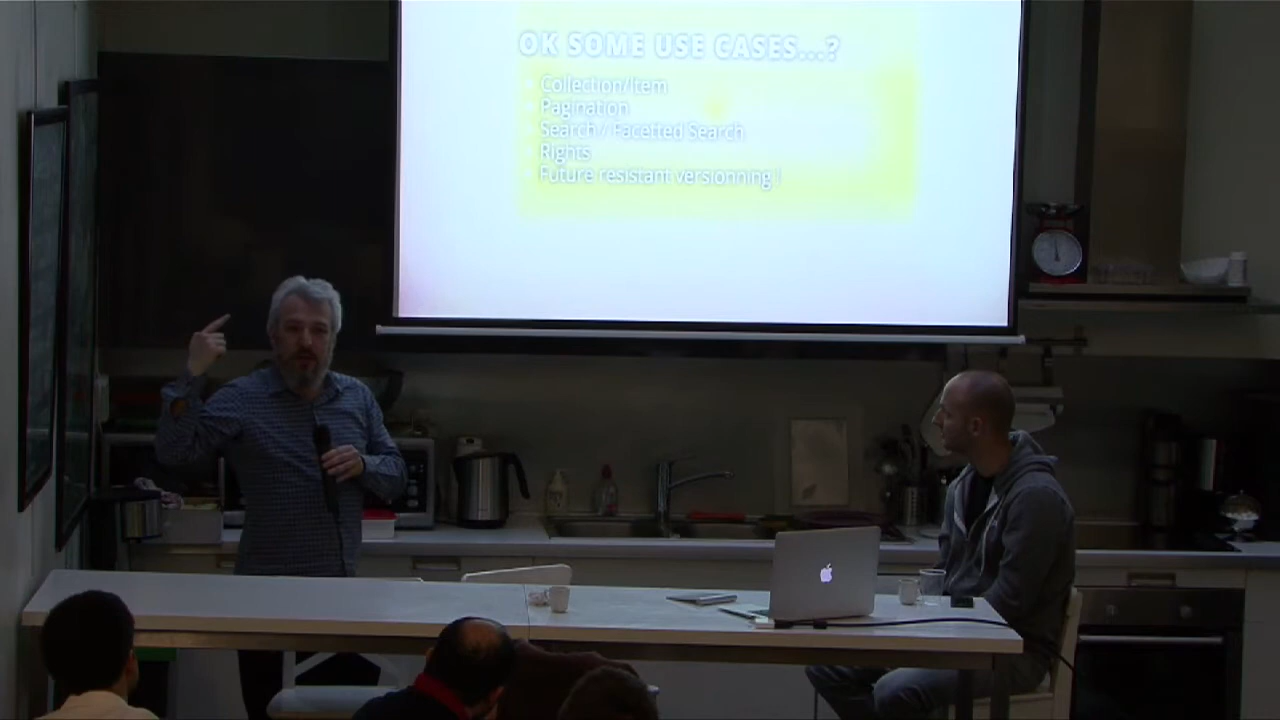 OK SOME USE CASES...?
Collection/Item
Pagination
Search / Facetted Search
Rights
Future resistant versionning !